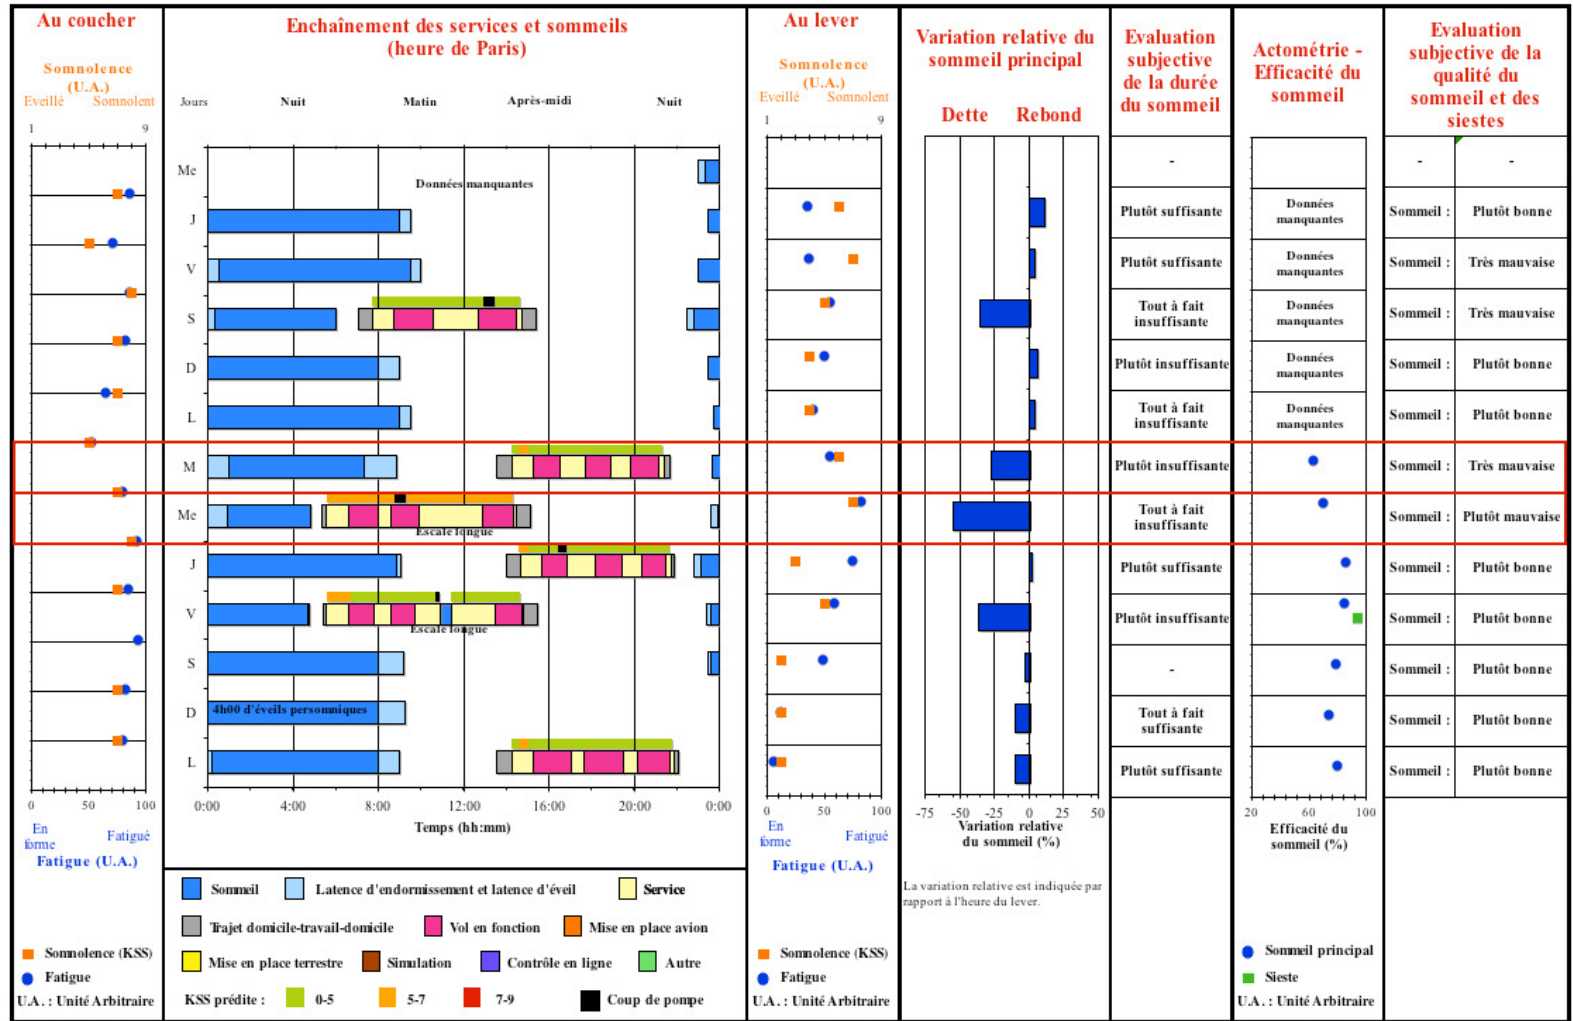 Au coucher
Somnolence
(U.A.)
Eveillé Somnolent
1 9
Enchaînement des services et sommeils
(heure de Paris)
Jours Nuit Matin Après-midi Nuit
Au lever
Somnolence
(U.A.)
Eveillé Somnolent
1 9
Variation relative du
sommeil principal
Dette Rebond
Evaluation
subjective
de la durée
du sommeil
Actométrie -
Efficacité du
sommeil
Evaluation
subjective de la
qualité du
sommeil et des
siestes
Me
Données manquantes
- - -
J
Plutôt suffisante
Données
manquantes
Sommeil : Plutôt bonne
V
Plutôt suffisante
Données
manquantes
Sommeil : Très mauvaise
S
Tout à fait
insuffisante
Données
manquantes
Sommeil : Très mauvaise
D
Plutôt insuffisante
Données
manquantes
Sommeil : Plutôt bonne
L
Tout à fait
insuffisante
Données
manquantes
Sommeil : Plutôt bonne
M
Plutôt insuffisante
Sommeil : Très mauvaise
Me
Escale longue
Tout à fait
insuffisante
Sommeil : Plutôt mauvaise
J
Plutôt suffisante
Sommeil : Plutôt bonne
V
Escale longue
Plutôt insuffisante
Sommeil : Plutôt bonne
S
-
Sommeil : Plutôt bonne
D
4h00 d'éveils personniques
Tout à fait
suffisante
Sommeil : Plutôt bonne
L
Plutôt suffisante
Sommeil : Plutôt bonne
0 50 100
En
forme
Fatigué
Fatigue (U.A.)
0:00 4:00 8:00 12:00 16:00 20:00 0:00
Temps (hh:mm)
0 50 100
En
forme
Fatigué
Fatigue (U.A.)
-75 -50 -25 0 25 50
Variation relative
du sommeil (%)
La variation relative est indiquée par
rapport à l'heure du lever.
20 60 100
Efficacité du
sommeil (%)
Somnolence (KSS)
Fatigue
U.A. : Unité Arbitraire
Sommeil Latence d'endormissement et latence d'éveil Service
Trajet domicile-travail-domicile Vol en fonction Mise en place avion
Mise en place terrestre Simulation Contrôle en ligne Autre
KSS prédite : 0-5 5-7 7-9 Coup de pompe
Somnolence (KSS)
Fatigue
U.A. : Unité Arbitraire
Sommeil principal
Sieste
U.A. : Unité Arbitraire